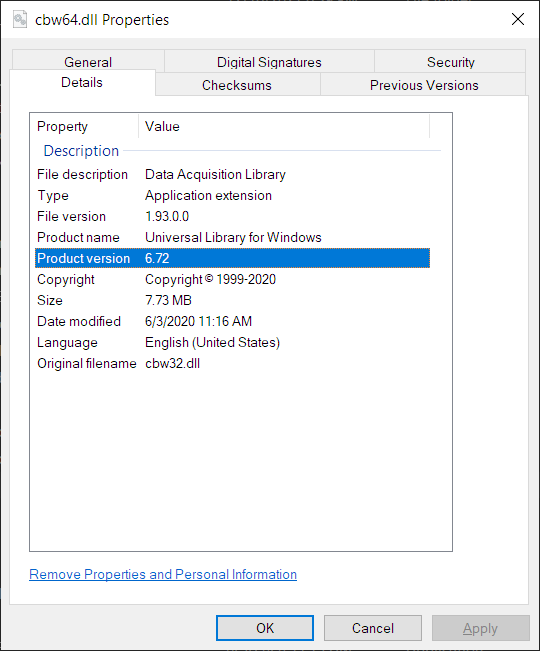 cbw64.dll Properties
General Digital Signatures Security
Details Checksums Previous Versions
Property Value
Description
File description Data Acquisition Library
Type Application extension
File version 1.93.0.0
Product name Universal Library for Windows
Product version 6.72
Copyright Copyright © 1999-2020
Size 7.73 MB
Date modified 6/3/2020 11:16 AM
Language English (United States)
Original filename cbw32.dll
Remove Properties and Personal Information
OK Cancel Apply